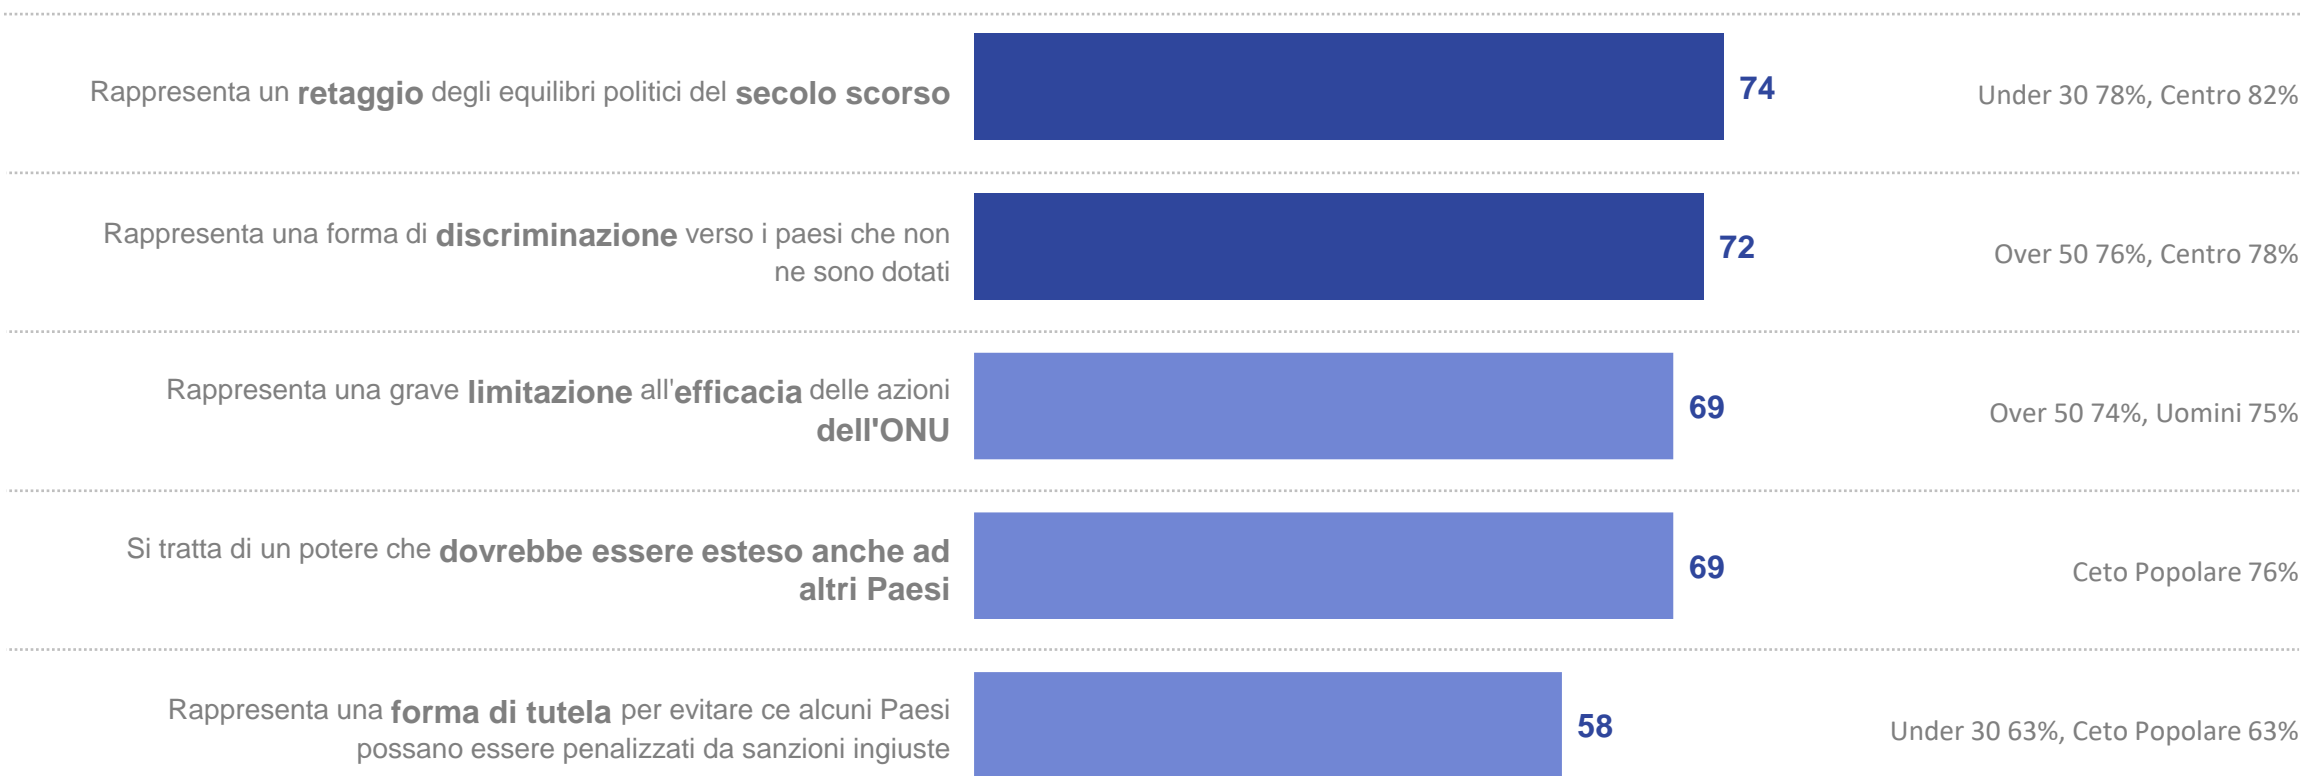 Rappresenta un retaggio degli equilibri politici del secolo scorso
74
Under 30 78%, Centro 82%
Rappresenta una forma di discriminazione verso i paesi che non
ne sono dotati
72
Over 50 76%, Centro 78%
Rappresenta una grave limitazione all'efficacia delle azioni
dell'ONU
69
Over 50 74%, Uomini 75%
Si tratta di un potere che dovrebbe essere esteso anche ad
altri Paesi
69
Ceto Popolare 76%
Rappresenta una forma di tutela per evitare ce alcuni Paesi
possano essere penalizzati da sanzioni ingiuste
58
Under 30 63%, Ceto Popolare 63%